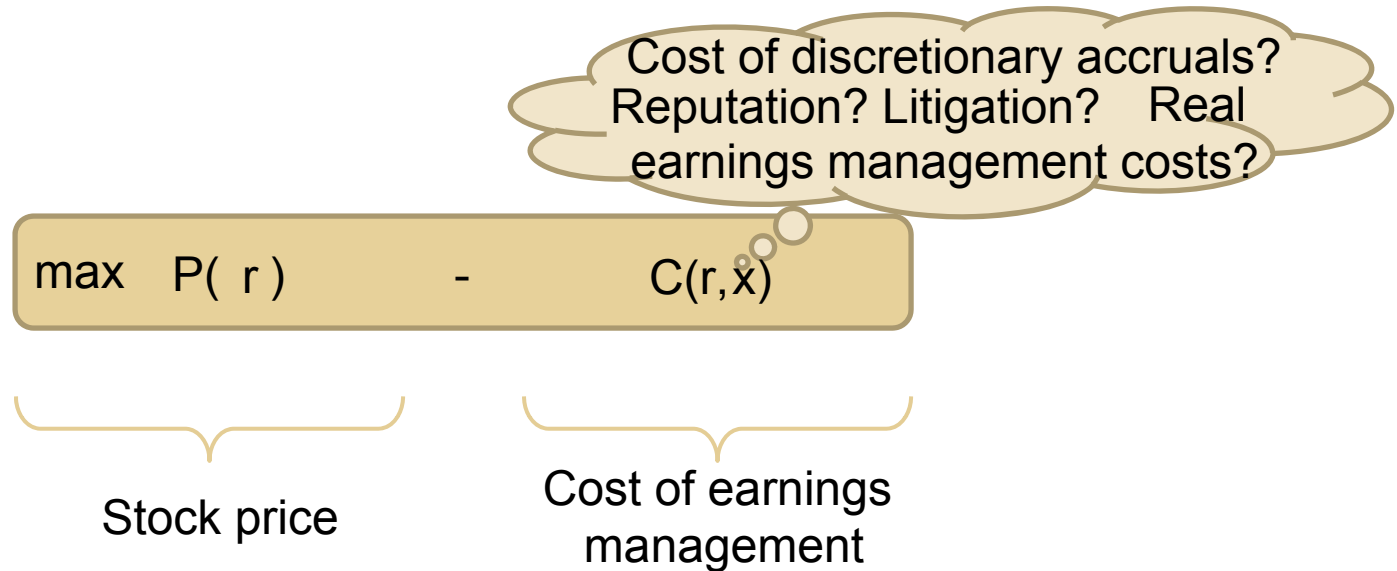 Cost of discretionary accruals?
Reputation? Litigation? Real
earnings management costs?
max P( r ) - C(r,x)
Stock price
Cost of earnings
management